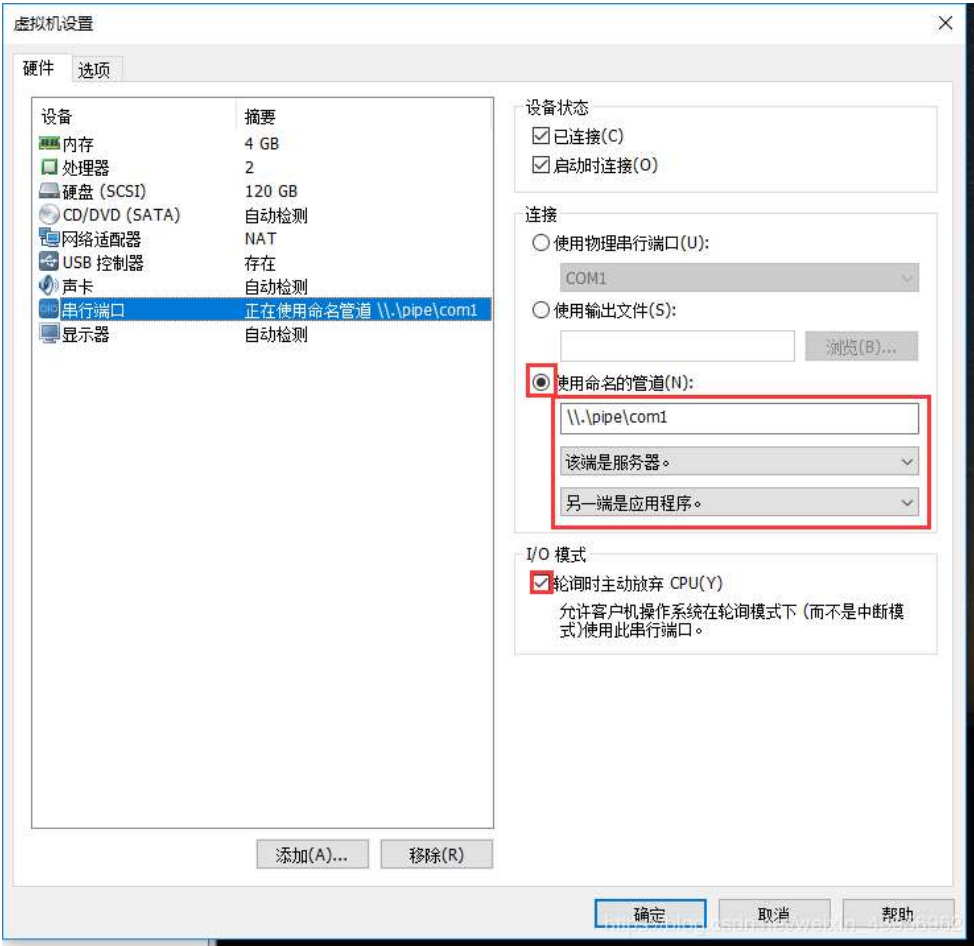 虚拟机设置
硬件 选项
设备 摘要
内存 4 GB
处理器 2
硬盘 (SCSI) 120 GB
CD/DVD (SATA) 自动检测
网络适配器 NAT
USB 控制器 存在
声卡 自动检测
串行端口 正在使用命名管道 \\.\pipe\com1
显示器 自动检测
添加(A)... 移除(R)
设备状态
已连接(C)
启动时连接(O)
连接
使用物理串行端口(U):
COM1
使用输出文件(S):
浏览(B)...
使用命名的管道(N):
\\.\pipe\com1
该端是服务器。
另一端是应用程序。
I/O 模式
轮询时主动放弃 CPU(Y)
允许客户机操作系统在轮询模式下 (而不是中断模
式)使用此串行端口。
确定 取消 帮助